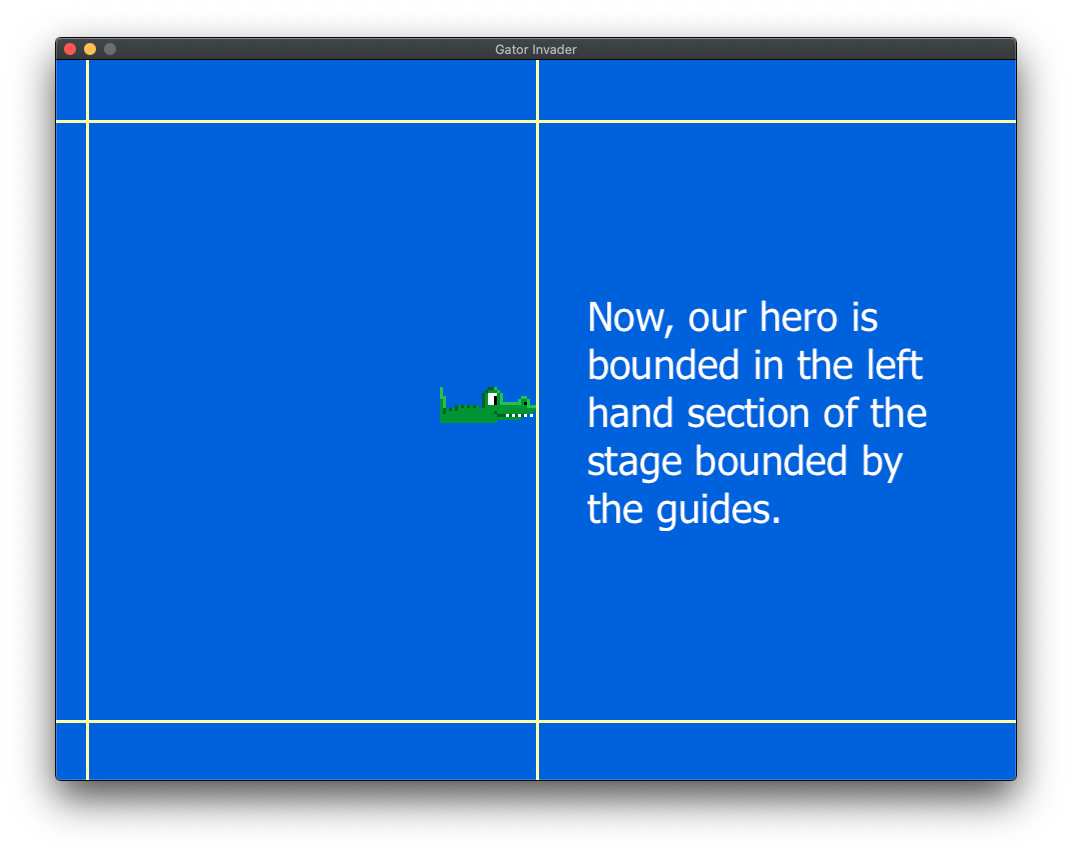 Gator Invader
Now, our hero is
bounded in the left
hand section of the
stage bounded by
the guides.